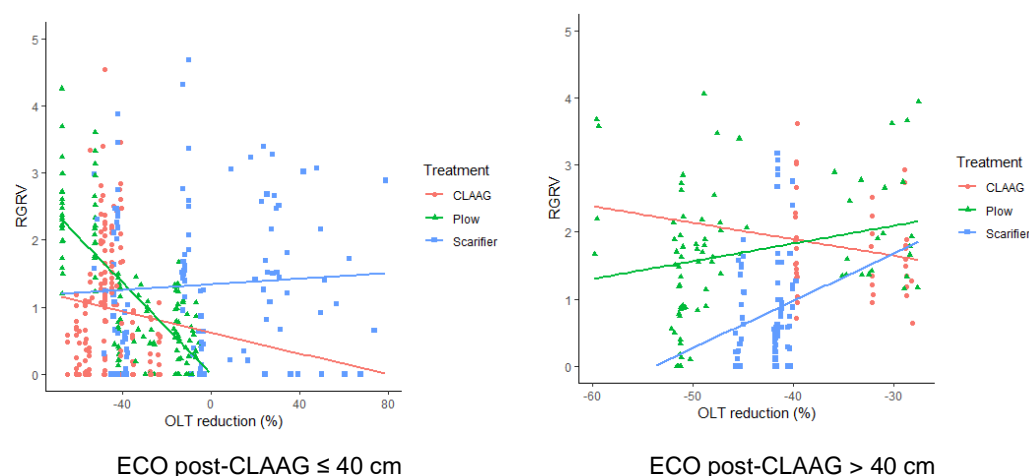 5
4
3
2
1
0
RGRV
-40
0
40
80
OLT reduction (%)
Treatment
CLAAG
Plow
Scarifier
ECO post-CLAAG ≤ 40 cm
5
4
3
2
1
0
RGRV
-60
-50
-40
-30
OLT reduction (%)
Treatment
CLAAG
Plow
Scarifier
ECO post-CLAAG > 40 cm